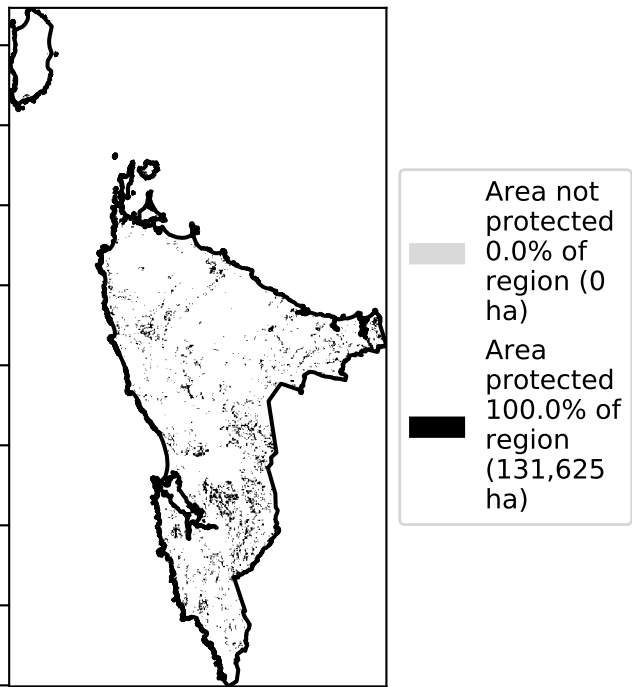 Area not
protected
0.0% of
region (0
ha)
Area
protected
100.0% of
region
(131,625
ha)